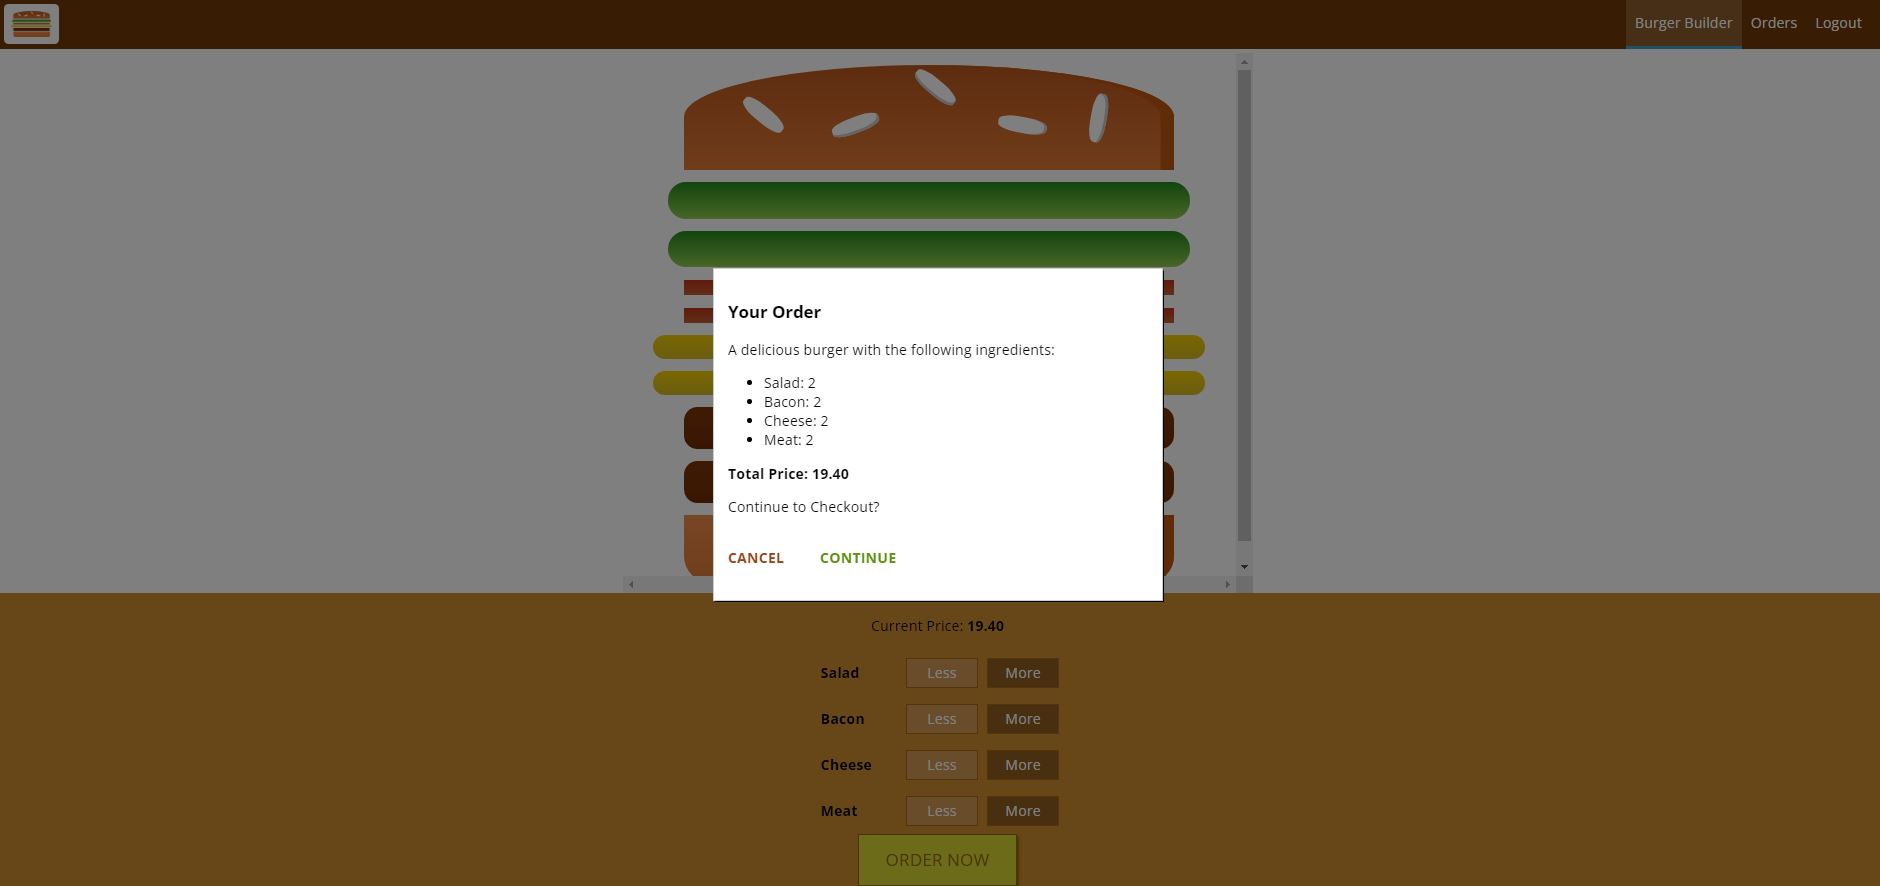 Burger Builder Orders Logout
Your Order
A delicious burger with the following ingredients:
Salad: 2
Bacon: 2
Cheese: 2
Meat: 2
Total Price: 19.40
Continue to Checkout?
CANCEL CONTINUE
Current Price: 19.40
Salad Less More
Bacon Less More
Cheese Less More
Meat Less More
ORDER NOW